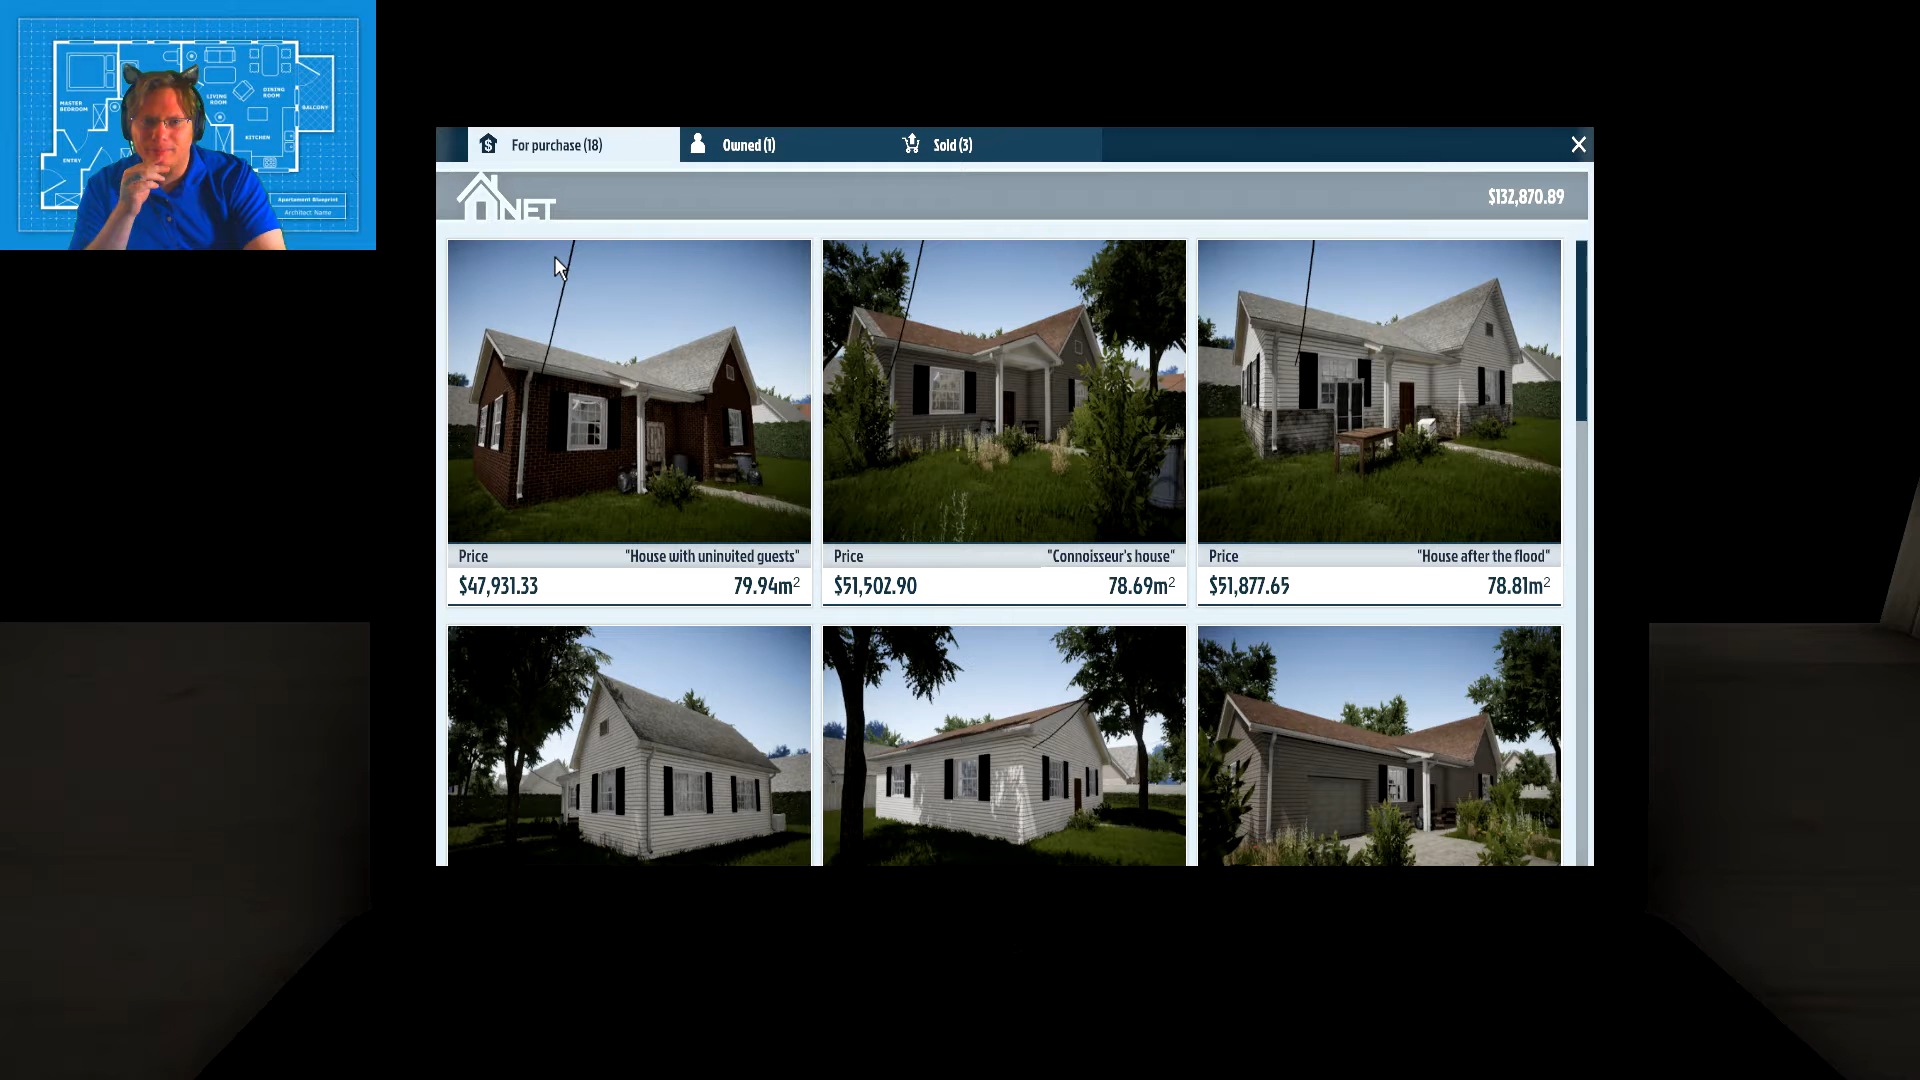 MASTER
BEDROOM
LIVING
ROOM
DINING
ROOM
BALCONY
KITCHEN
ENTRY
Apartement Blueprint
Architect Name
For purchase (18)
Owned (1)
Sold (3)
NET
$132,870.89
Price "House with uninvited guests"
$47,931.33 79.94m²
Price "Connoisseur's house"
$51,502.90 78.69m²
Price "House after the flood"
$51,877.65 78.81m²